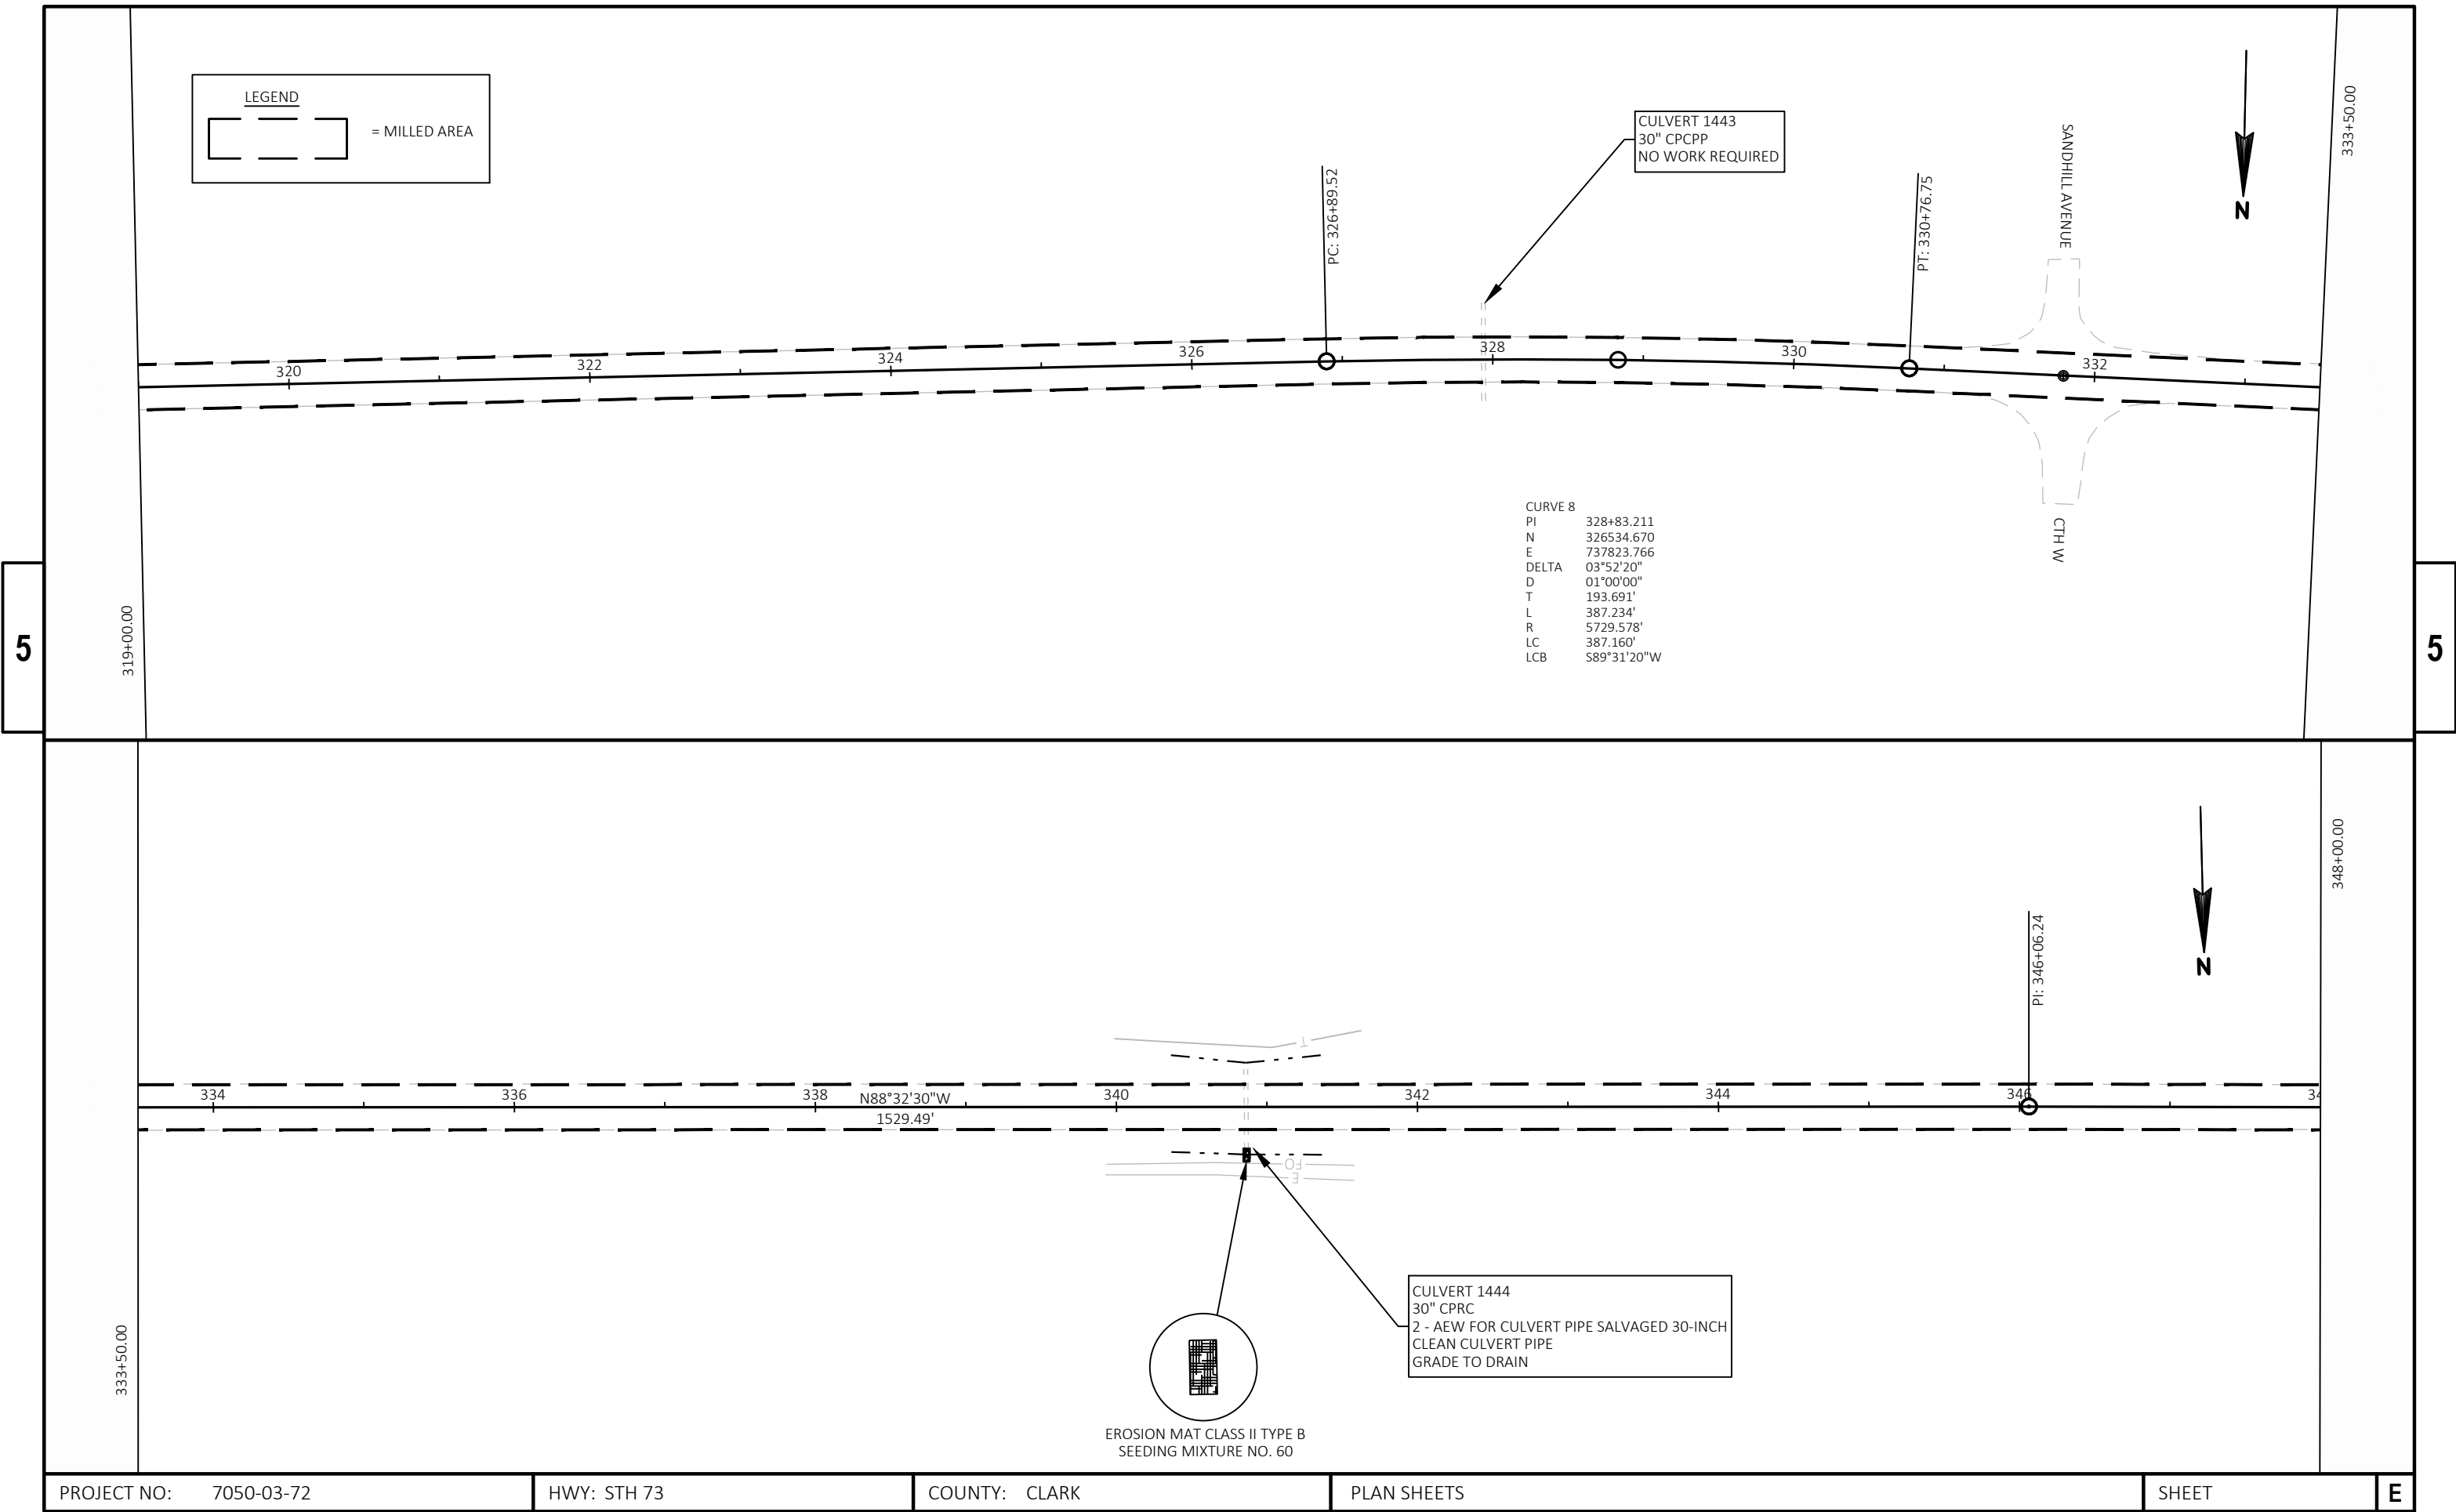 LEGEND
= MILLED AREA
CULVERT 1443
30" CPCPP
NO WORK REQUIRED
PC: 326+89.52
PT: 330+76.75
SANDHILL AVENUE
333+50.00
N
320
322
324
326
328
330
332
CTH W
CURVE 8
PI 328+83.211
N 326534.670
E 737823.766
DELTA 03°52'20"
D 01°00'00"
T 193.691'
L 387.234'
R 5729.578'
LC 387.160'
LCB S89°31'20"W
319+00.00
5
5
348+00.00
N
PI: 346+06.24
T
334
336
338
N88°32'30"W
1529.49'
340
342
344
346
34
FO
E
333+50.00
CULVERT 1444
30" CPRC
2 - AEW FOR CULVERT PIPE SALVAGED 30-INCH
CLEAN CULVERT PIPE
GRADE TO DRAIN
EROSION MAT CLASS II TYPE B
SEEDING MIXTURE NO. 60
PROJECT NO: 7050-03-72
HWY: STH 73
COUNTY: CLARK
PLAN SHEETS
SHEET
E